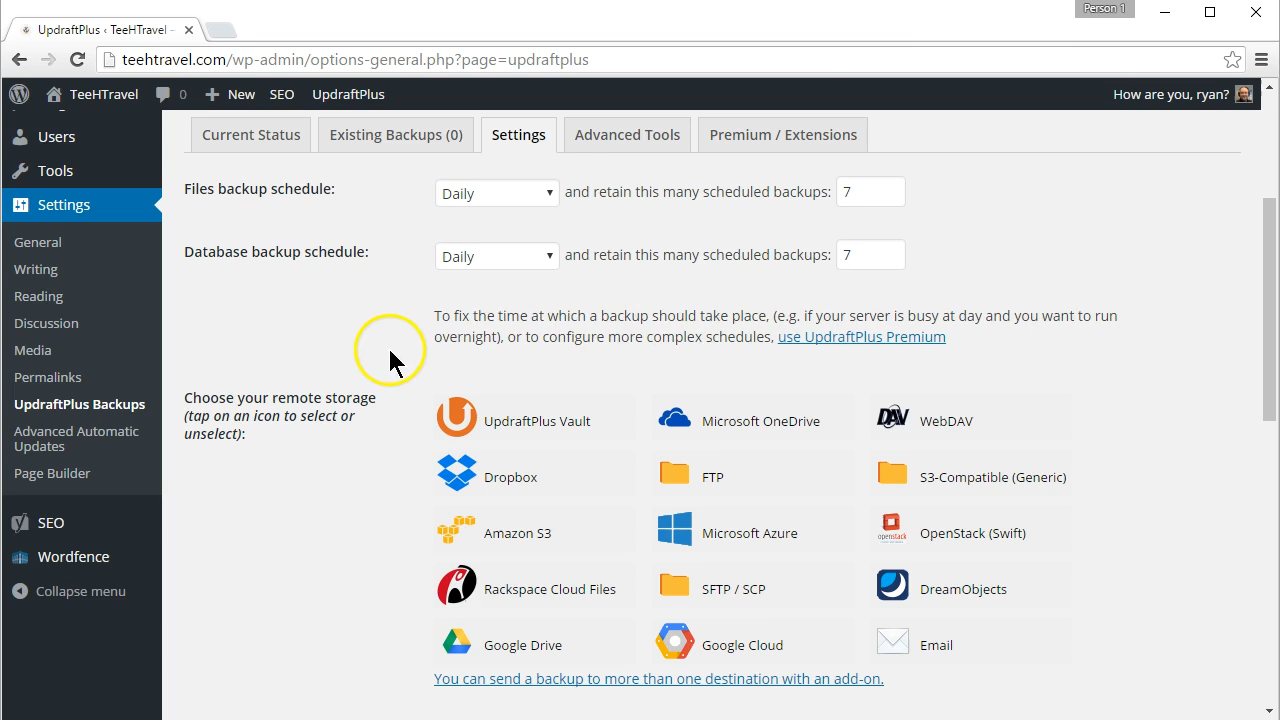 Person 1
UpdraftPlus ‹ TeeHTravel -
teehtravel.com/wp-admin/options-general.php?page=updraftplus
TeeHTravel 0 New SEO UpdraftPlus How are you, ryan?
Users
Tools
Settings
General
Writing
Reading
Discussion
Media
Permalinks
UpdraftPlus Backups
Advanced Automatic
Updates
Page Builder
SEO
Wordfence
Collapse menu
Current Status Existing Backups (0) Settings Advanced Tools Premium / Extensions
Files backup schedule: Daily and retain this many scheduled backups: 7
Database backup schedule: Daily and retain this many scheduled backups: 7
To fix the time at which a backup should take place, (e.g. if your server is busy at day and you want to run
overnight), or to configure more complex schedules, use UpdraftPlus Premium
Choose your remote storage
(tap on an icon to select or
unselect):
UpdraftPlus Vault Microsoft OneDrive DAV WebDAV
Dropbox FTP S3-Compatible (Generic)
Amazon S3 Microsoft Azure openstack OpenStack (Swift)
Rackspace Cloud Files SFTP / SCP DreamObjects
Google Drive Google Cloud Email
You can send a backup to more than one destination with an add-on.